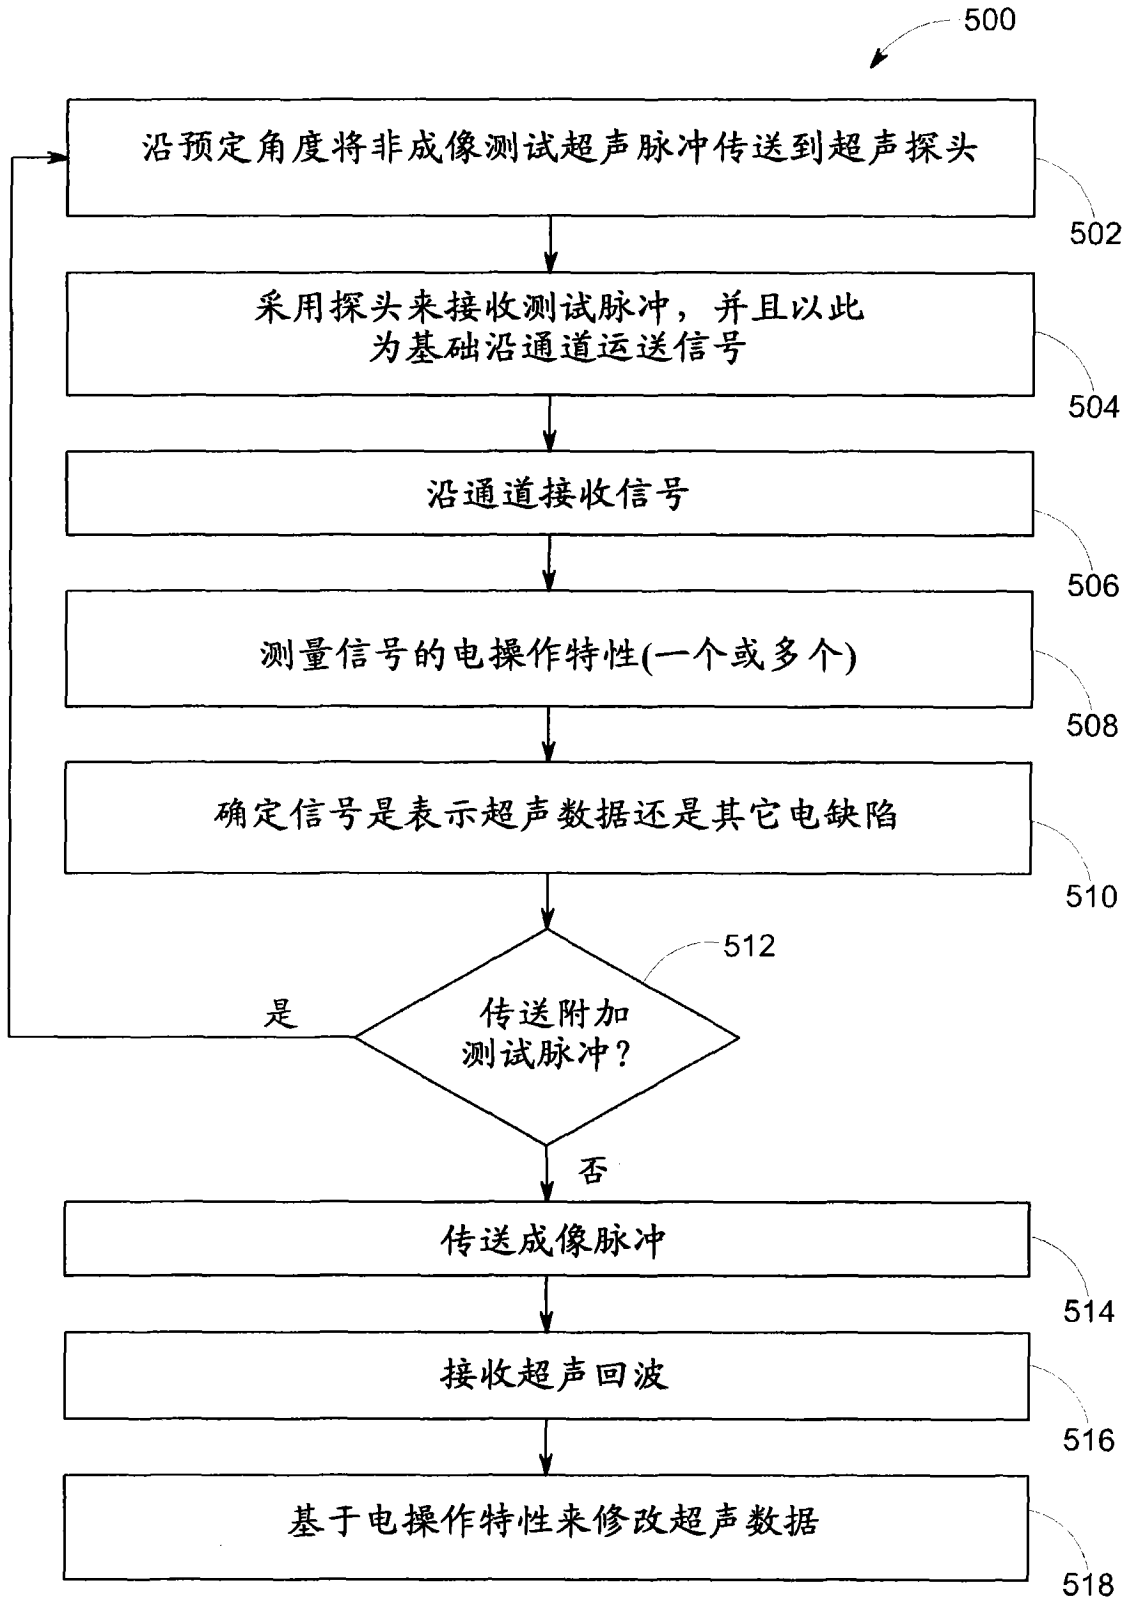 500
沿预定角度将非成像测试超声脉冲传送到超声探头
502
采用探头来接收测试脉冲，并且以此
为基础沿通道运送信号
504
沿通道接收信号
506
测量信号的电操作特性(一个或多个)
508
确定信号是表示超声数据还是其它电缺陷
510
512
传送附加
测试脉冲?
是
否
传送成像脉冲
514
接收超声回波
516
基于电操作特性来修改超声数据
518